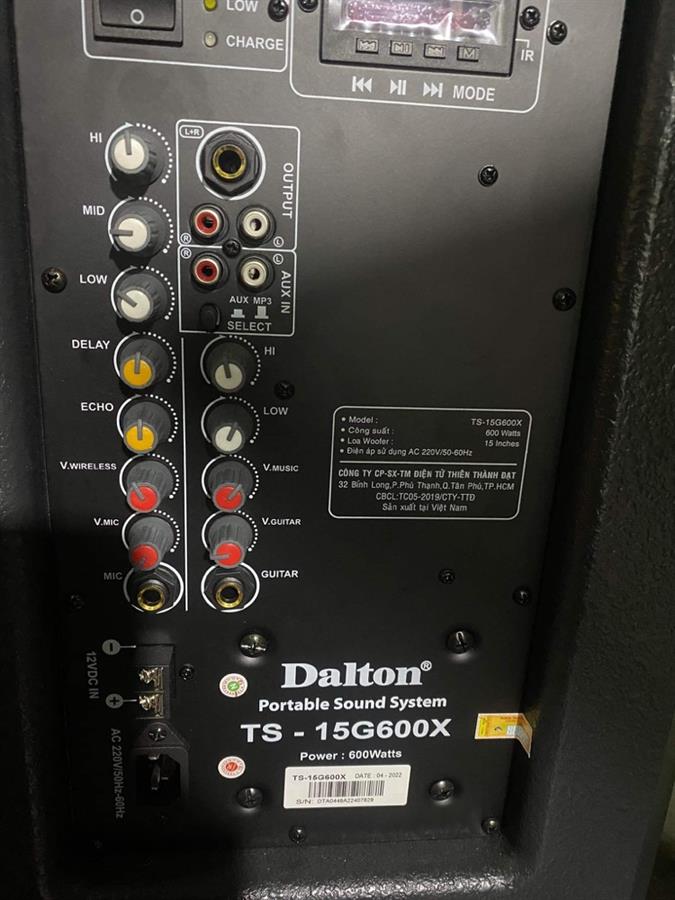 LOW
CHARGE
IR
MODE
M
HI
L+R
OUTPUT
MID
R
L
R
L
AUX IN
LOW
AUX MP3
SELECT
DELAY
HI
ECHO
LOW
V.WIRELESS
V.MUSIC
V.MIC
V.GUITAR
MIC
GUITAR
• Model : TS-15G600X
• Công suất : 600 Watts
• Loa Woofer : 15 Inches
• Điện áp sử dụng AC 220V/50-60Hz
CÔNG TY CP-SX-TM ĐIỆN TỬ THIÊN THÀNH ĐẠT
32 Bình Long,P.Phú Thạnh,Q.Tân Phú,TP.HCM
CBCL:TC05-2019/CTY-TTĐ
Sản xuất tại Việt Nam
12VDC IN
AC 220V/50Hz-60Hz
Dalton®
Portable Sound System
TS - 15G600X
Power : 600Watts
TS-15G600X DATE : 04 - 2022
S/N: DTA0446A22407829